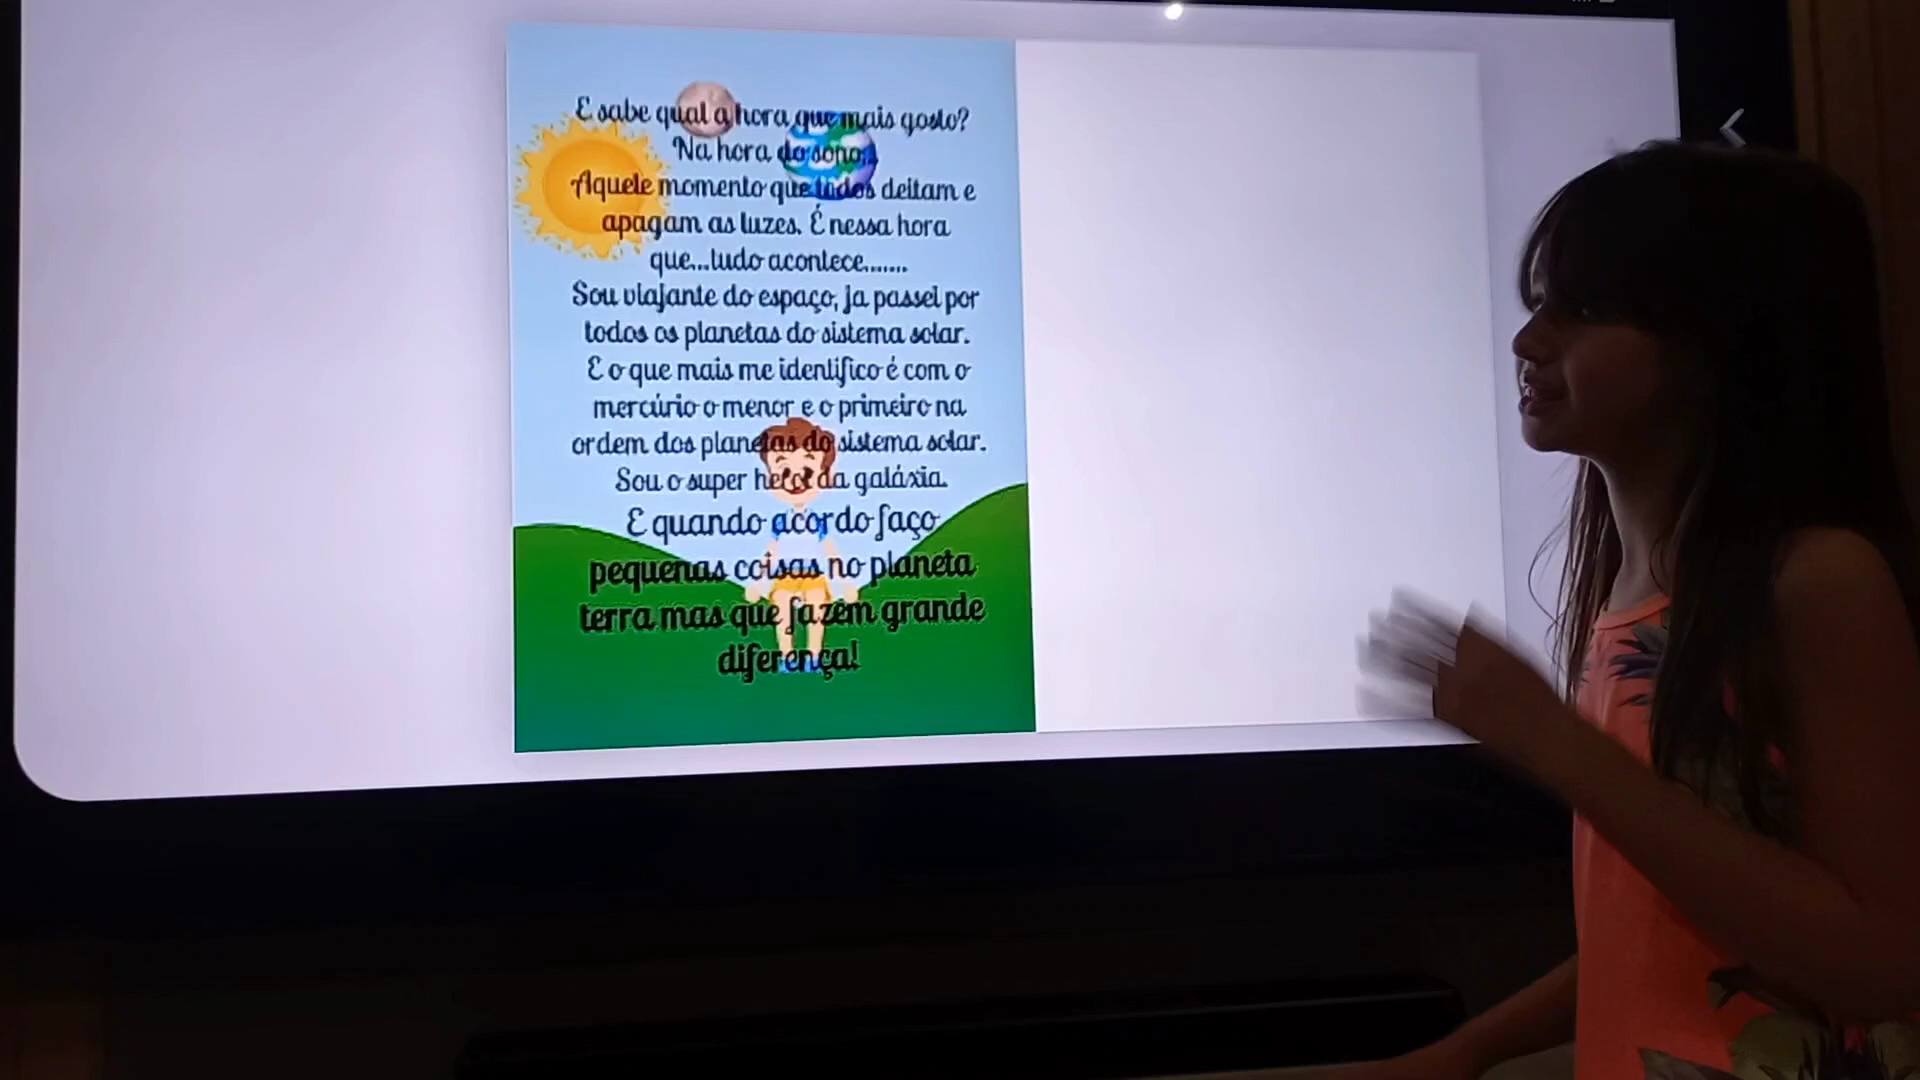 E sabe qual a hora que mais gosto?
Na hora do sono..
Aquele momento que todos deitam e
apagam as luzes. É nessa hora
que...tudo acontece.......
Sou viajante do espaço, ja passei por
todos os planetas do sistema solar.
E o que mais me identifico é com o
mercúrio o menor e o primeiro na
ordem dos planetas do sistema solar.
Sou o super heroi da galáxia.
E quando acordo faço
pequenas coisas no planeta
terra mas que fazem grande
diferença!